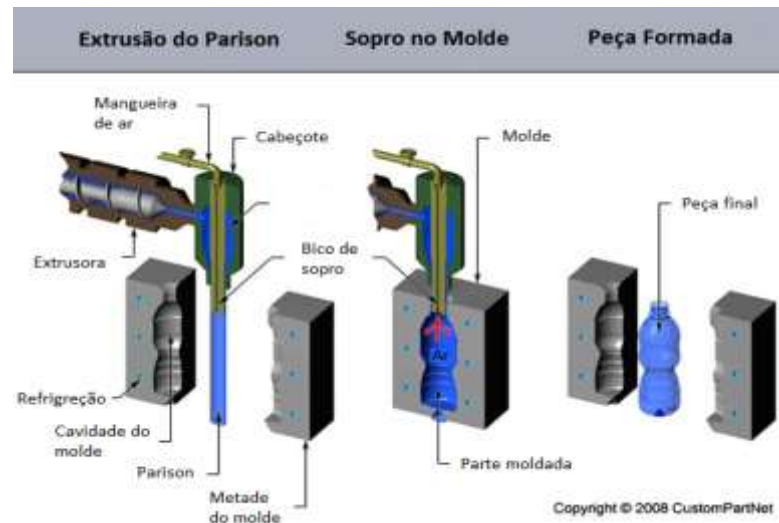 Extrusão do Parison
Sopro no Molde
Peça Formada
Mangueira
de ar
Cabeçote
Molde
Peça final
Extrusora
Bico de
sopro
Ar
Refrigreção
Cavidade do
molde
Parison
Metade
do molde
Parte moldada
Copyright © 2008 CustomPartNet